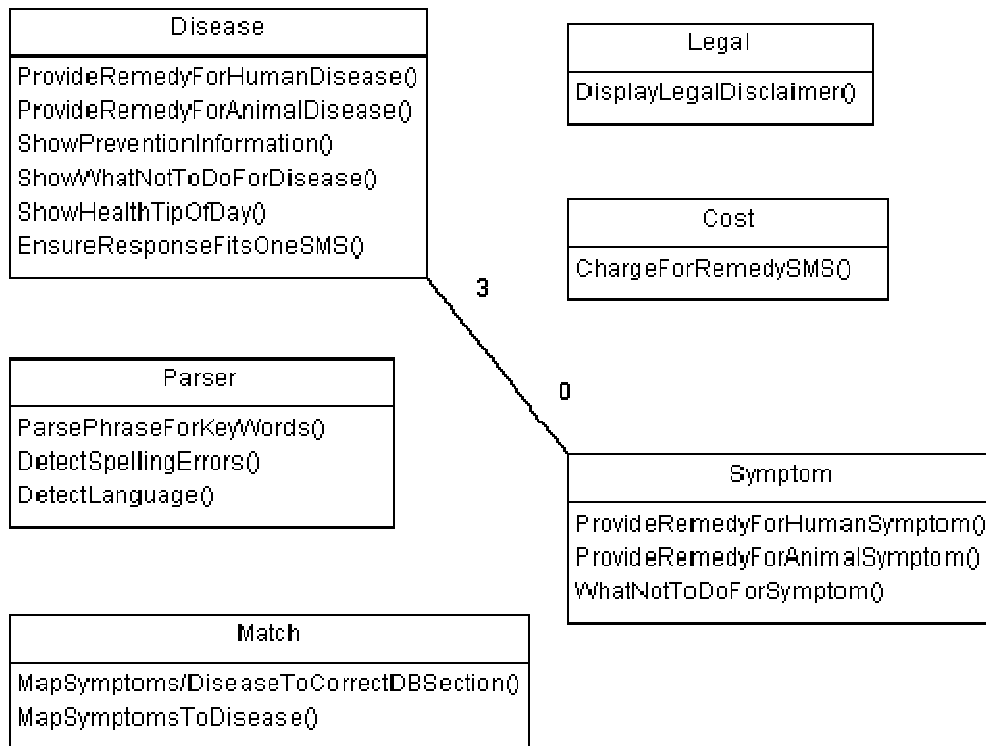 Disease
ProvideRemedyForHumanDisease()
ProvideRemedyForAnimalDisease()
ShowPreventionInformation()
ShowWhatNotToDoForDisease()
ShowHealthTipOfDay()
EnsureResponseFitsOneSMS()
Legal
DisplayLegalDisclaimer()
Cost
ChargeForRemedySMS()
3
0
Parser
ParsePhraseForKeyWords()
DetectSpellingErrors()
DetectLanguage()
Symptom
ProvideRemedyForHumanSymptom()
ProvideRemedyForAnimalSymptom()
WhatNotToDoForSymptom()
Match
MapSymptoms/DiseaseToCorrectDBSection()
MapSymptomsToDisease()